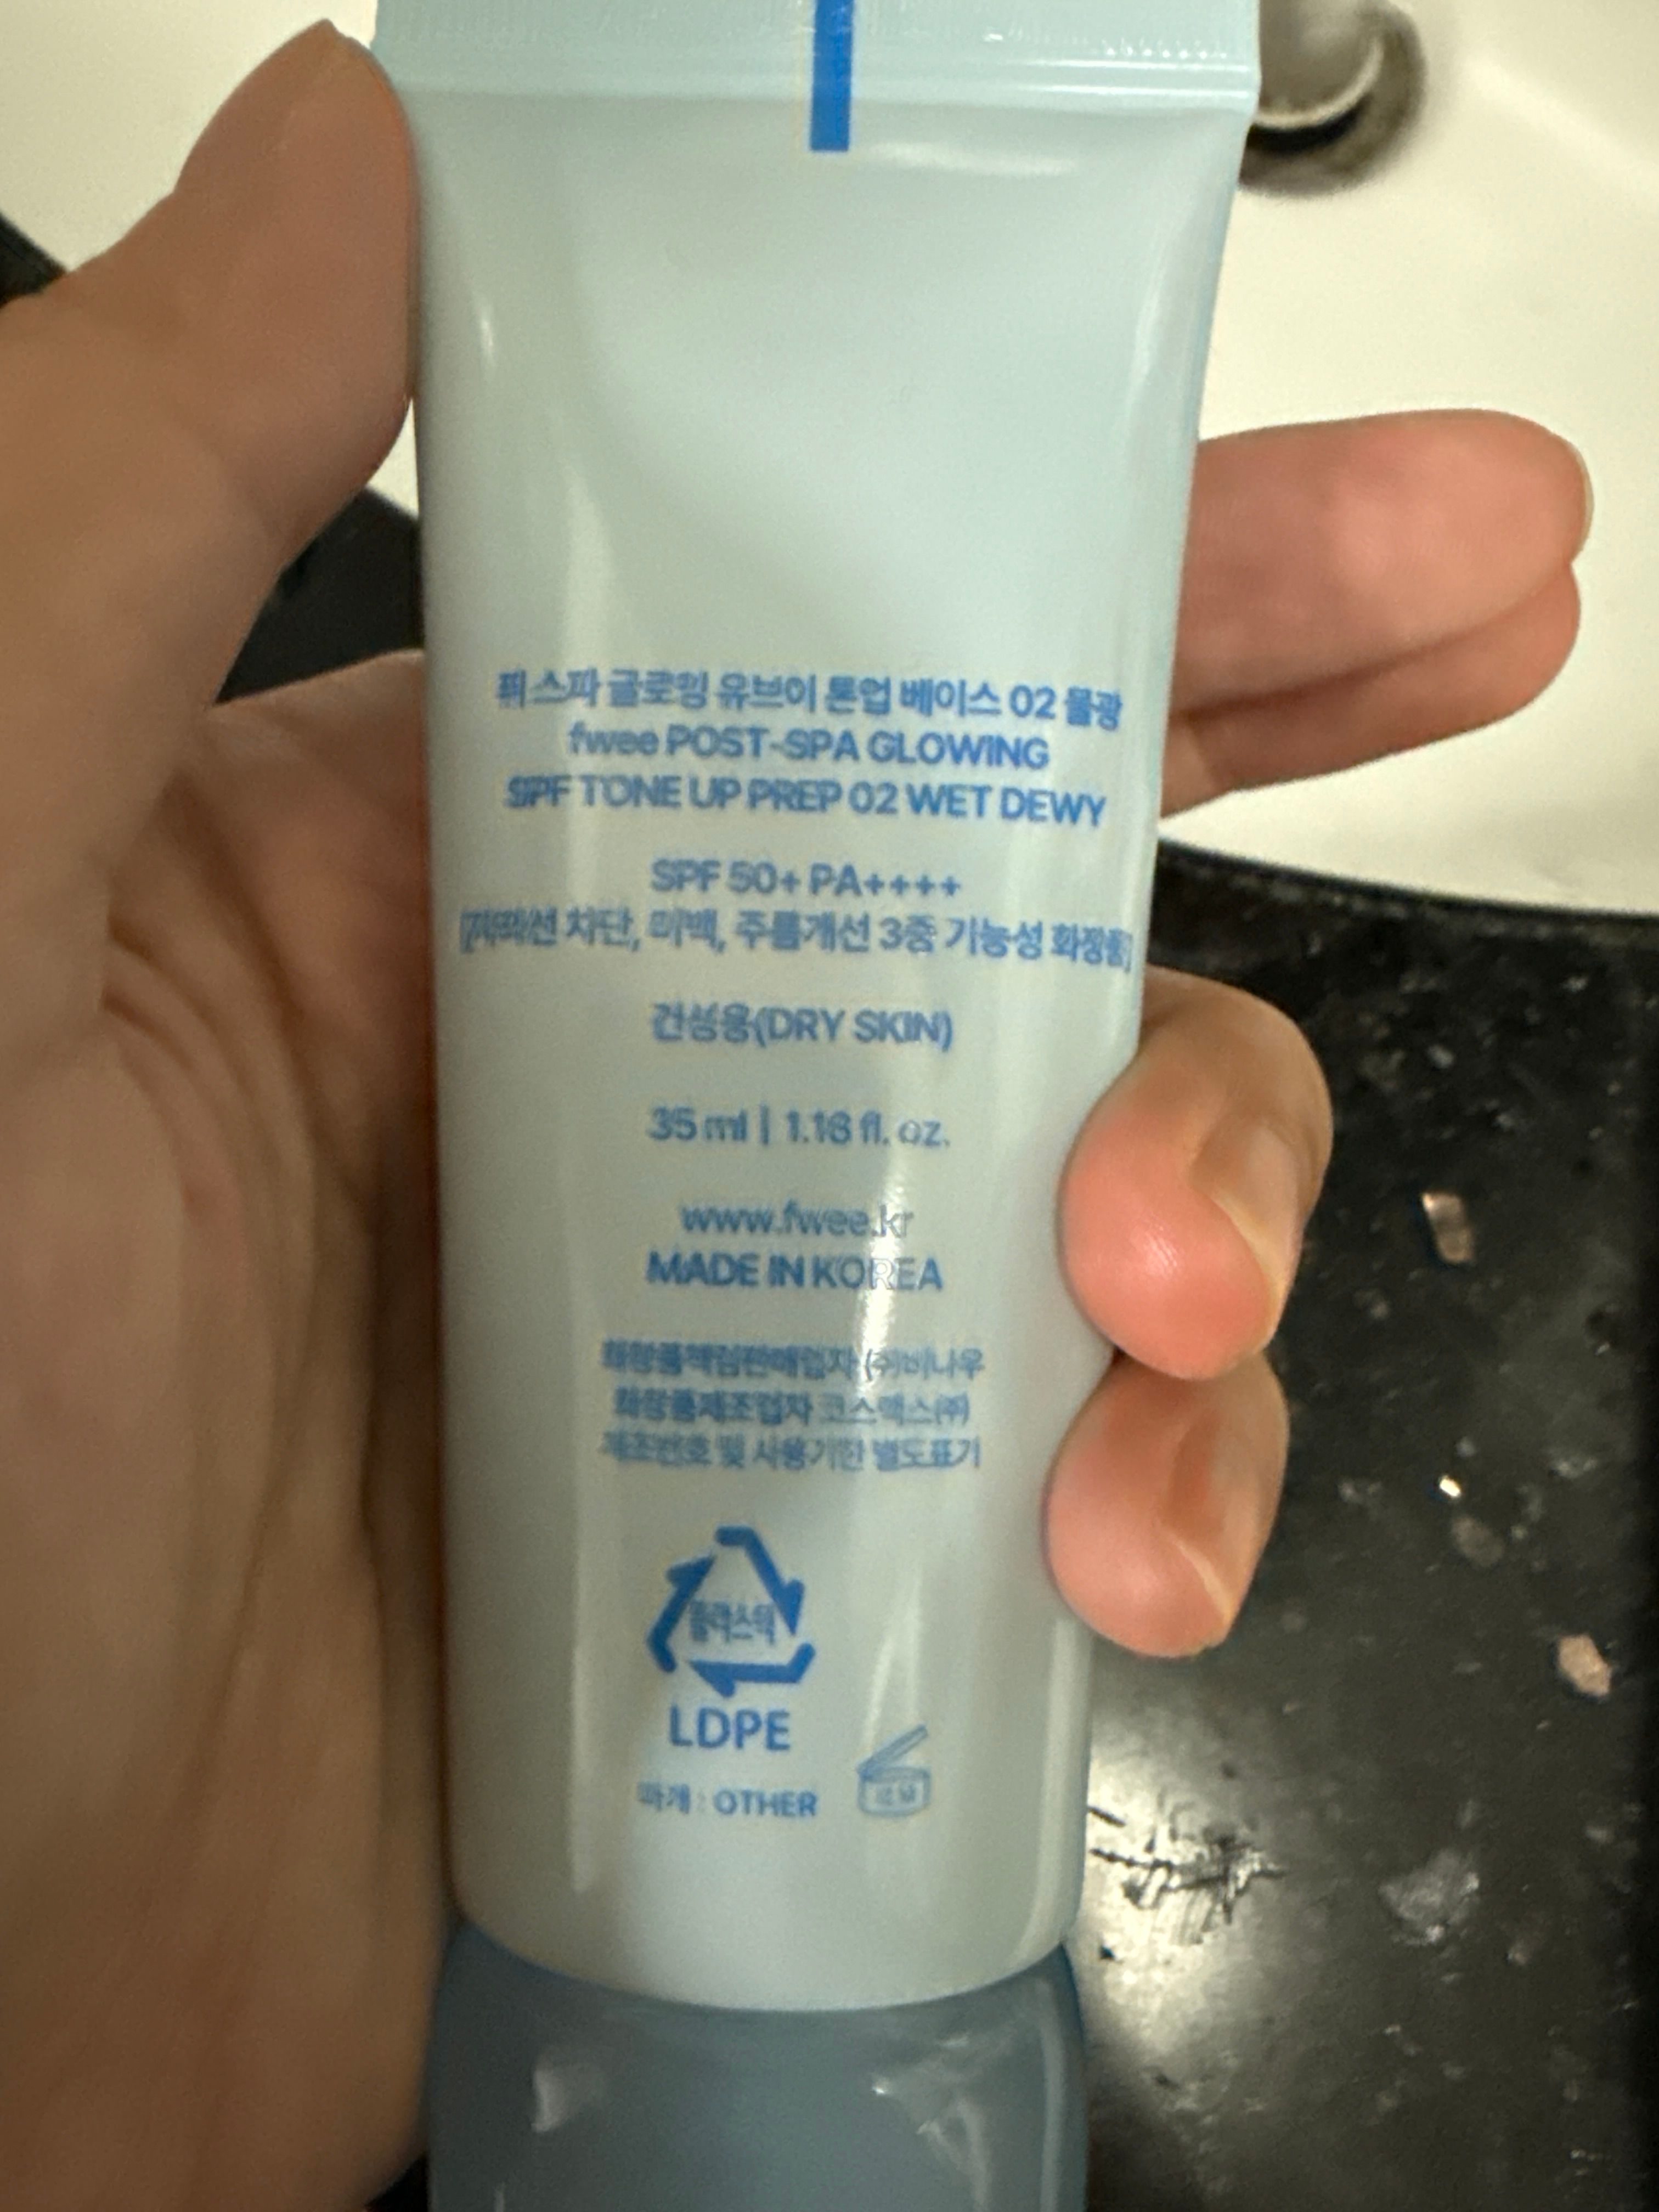 퓌 스파 글로잉 유브이 톤업 베이스 02 물광
fwee POST-SPA GLOWING
SPF TONE UP PREP 02 WET DEWY
SPF 50+ PA++++
[자외선 차단, 미백, 주름개선 3중 기능성 화장품]
건성용(DRY SKIN)
35 ml | 1.18 fl. oz.
www.fwee.kr
MADE IN KOREA
화장품책임판매업자 (주)비나우
화장품제조업자 코스맥스(주)
제조번호 및 사용기한 별도표기
플라스틱
LDPE
마개 : OTHER